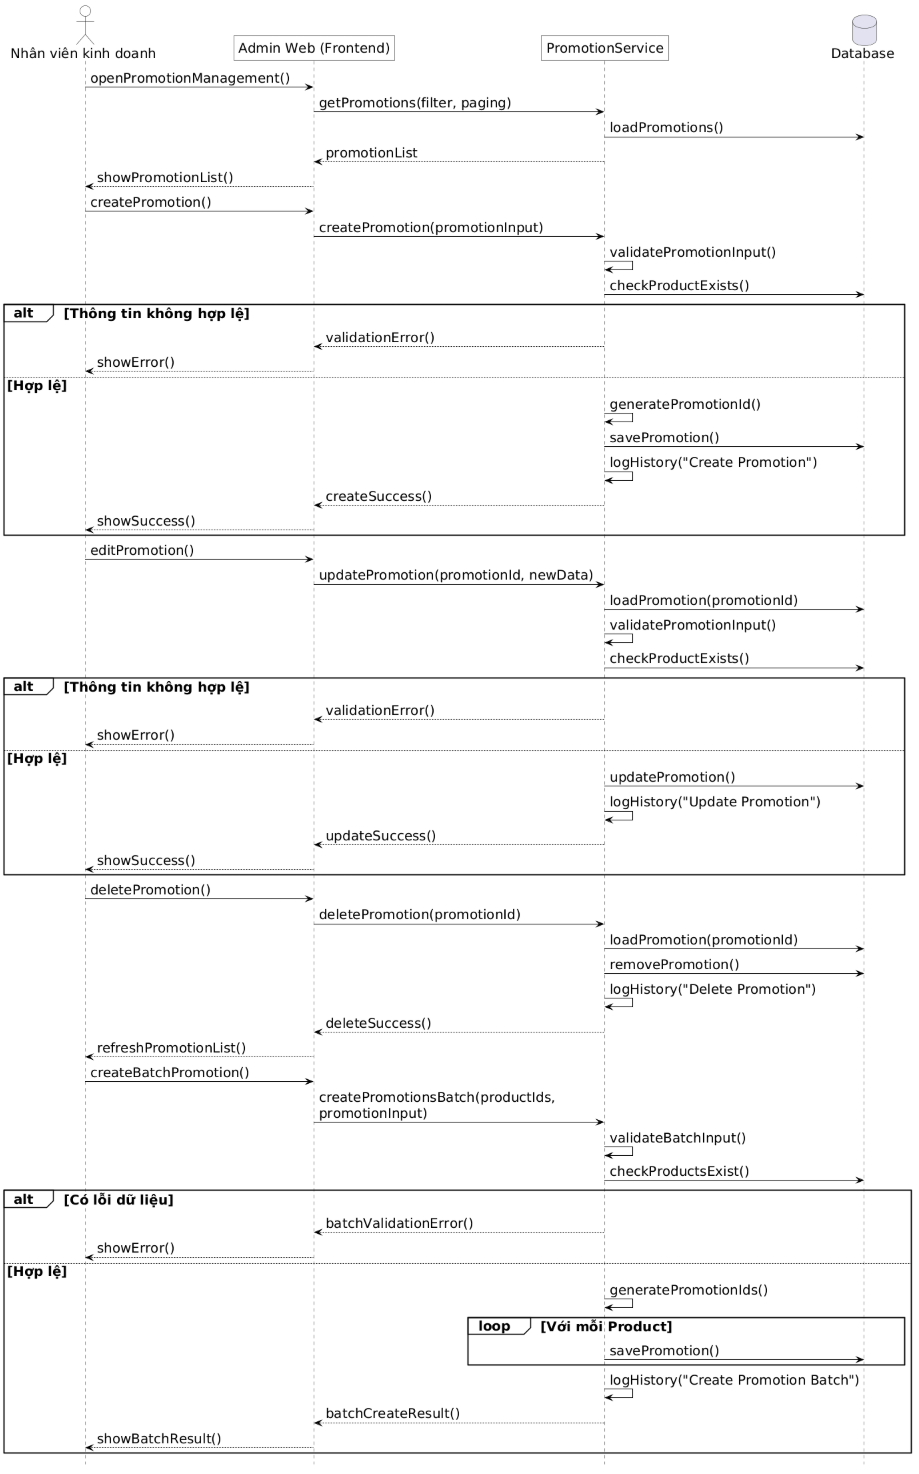 Nhân viên kinh doanh
Admin Web (Frontend)
PromotionService
Database
openPromotionManagement()
getPromotions(filter, paging)
loadPromotions()
promotionList
showPromotionList()
createPromotion()
createPromotion(promotionInput)
validatePromotionInput()
checkProductExists()
alt [Thông tin không hợp lệ]
validationError()
showError()
[Hợp lệ]
generatePromotionId()
savePromotion()
logHistory("Create Promotion")
createSuccess()
showSuccess()
editPromotion()
updatePromotion(promotionId, newData)
loadPromotion(promotionId)
validatePromotionInput()
checkProductExists()
alt [Thông tin không hợp lệ]
validationError()
showError()
[Hợp lệ]
updatePromotion()
logHistory("Update Promotion")
updateSuccess()
showSuccess()
deletePromotion()
deletePromotion(promotionId)
loadPromotion(promotionId)
removePromotion()
logHistory("Delete Promotion")
deleteSuccess()
refreshPromotionList()
createBatchPromotion()
createPromotionsBatch(productIds,
promotionInput)
validateBatchInput()
checkProductsExist()
alt [Có lỗi dữ liệu]
batchValidationError()
showError()
[Hợp lệ]
generatePromotionIds()
loop [Với mỗi Product]
savePromotion()
logHistory("Create Promotion Batch")
batchCreateResult()
showBatchResult()